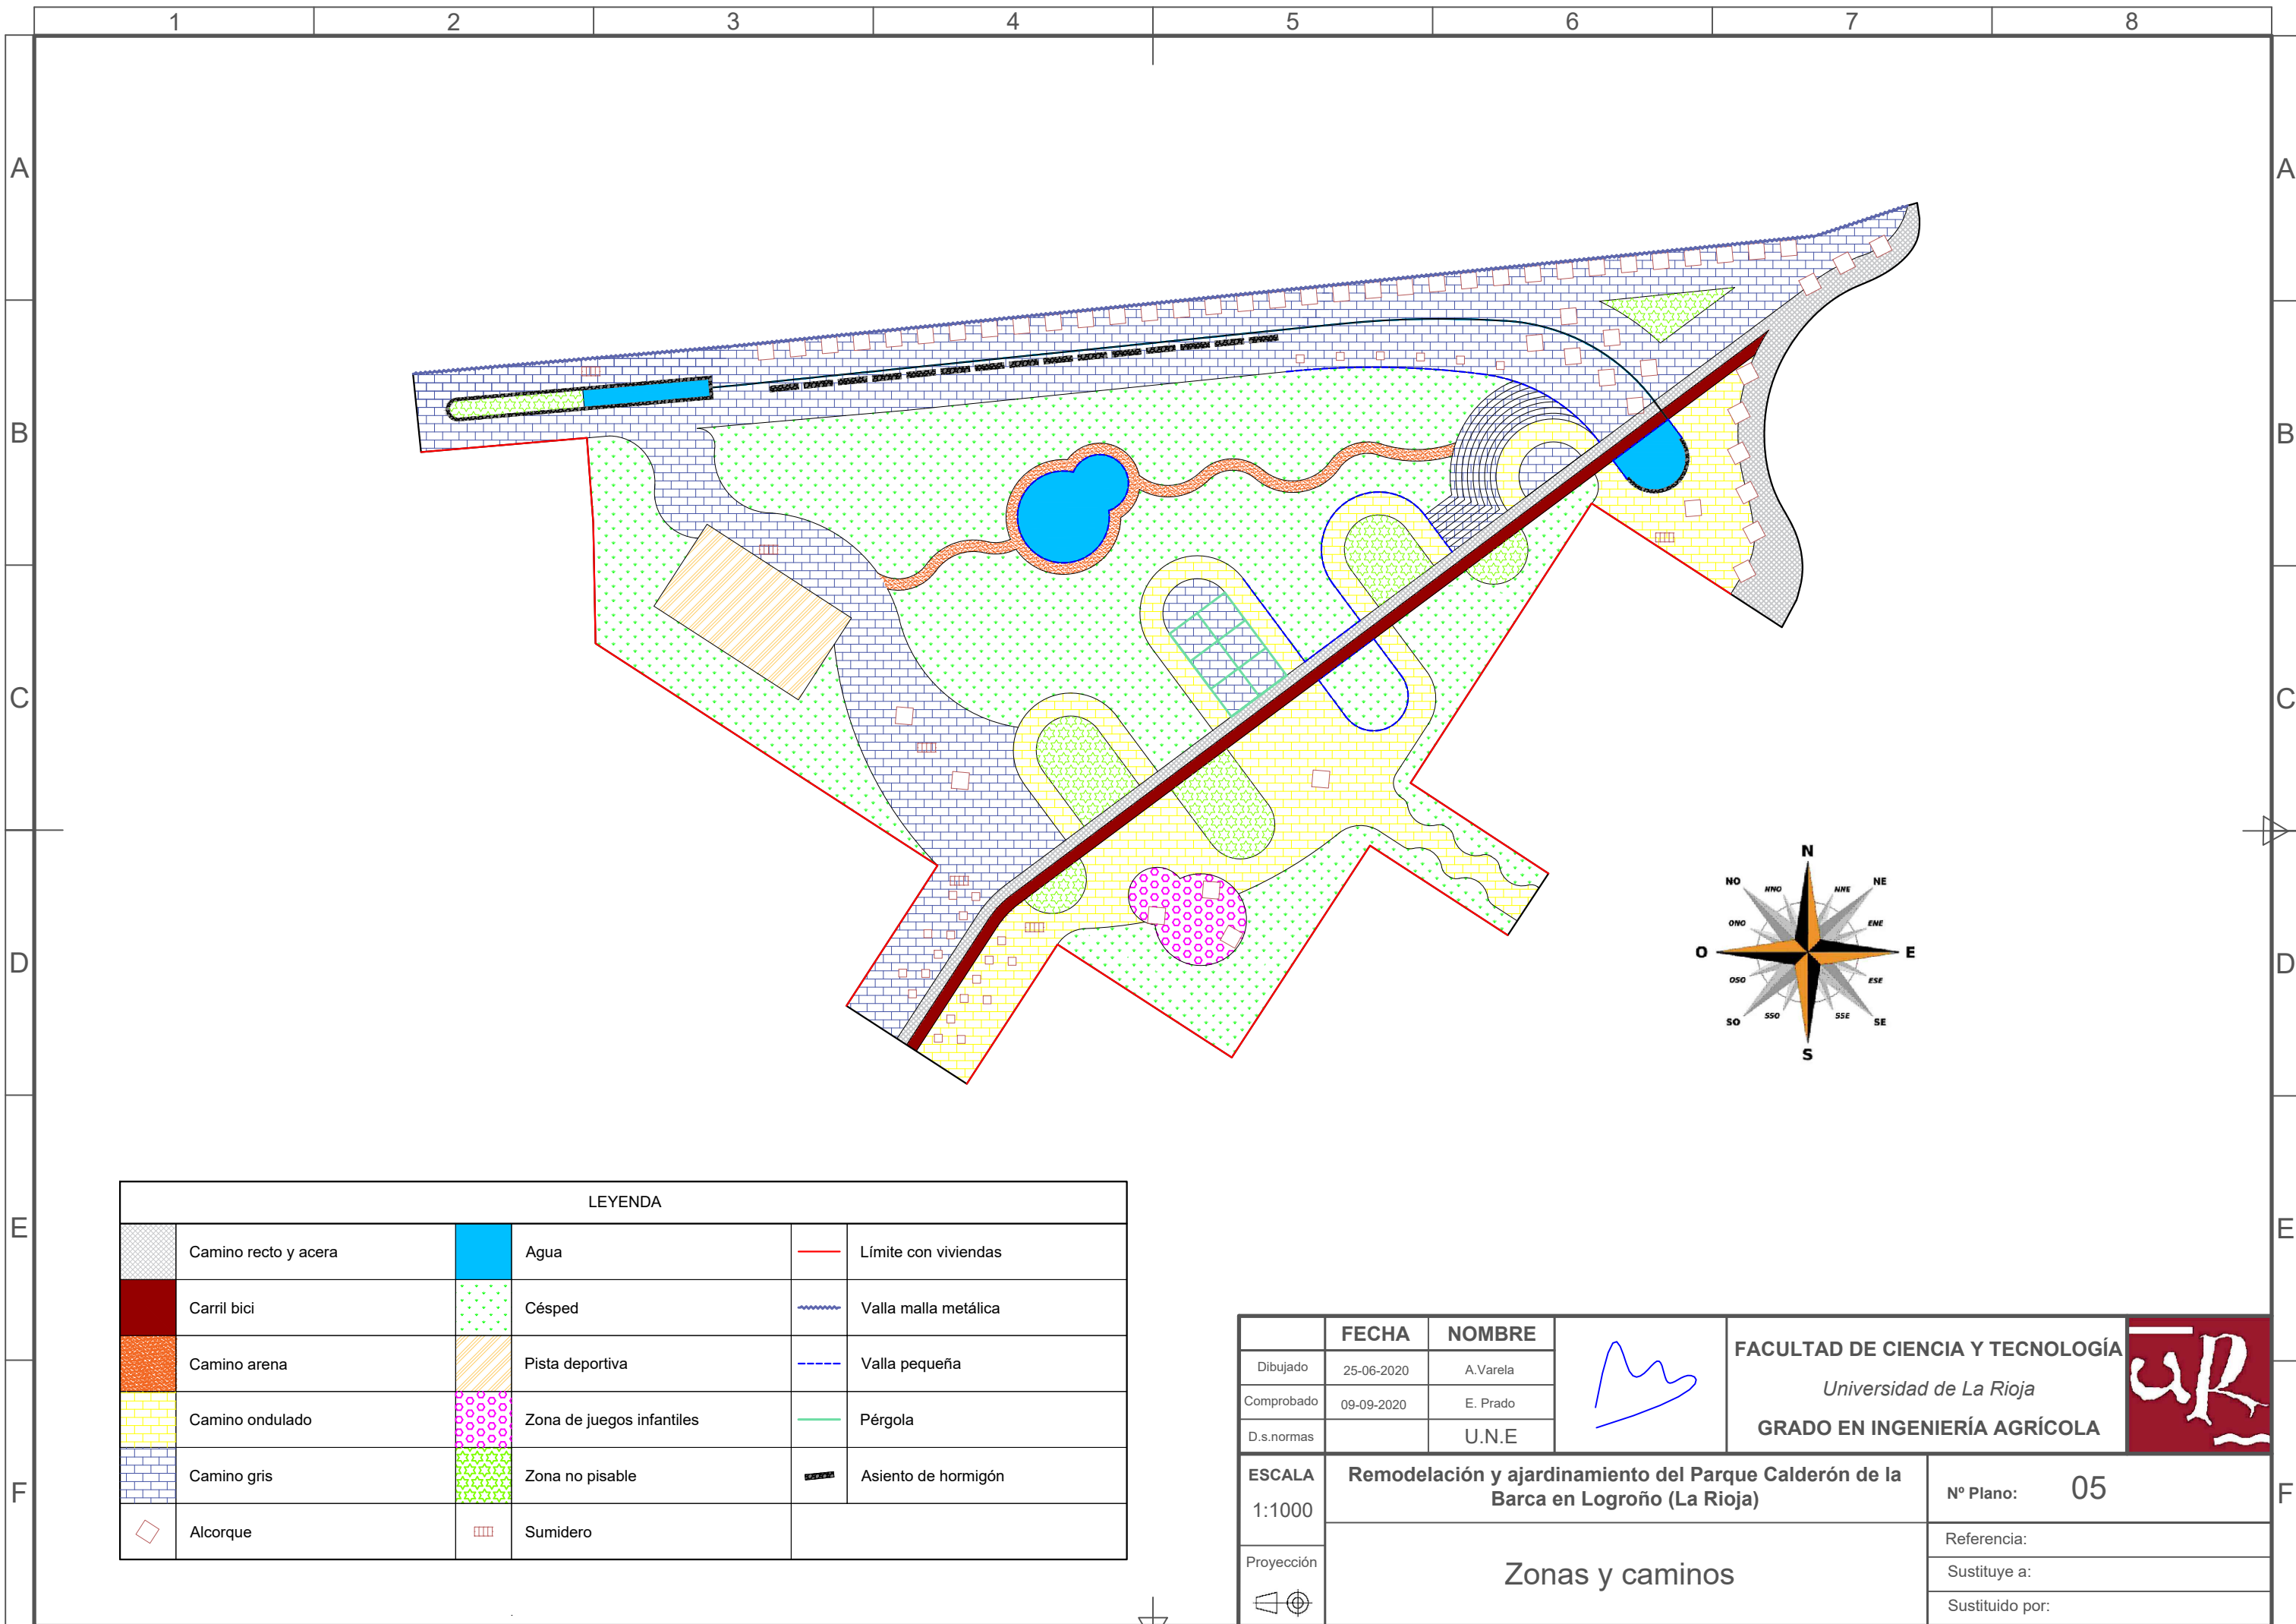 1 2 3 4 5 6 7 8
A A
B B
C C
D D
E E
F F
N
NO NNO NNE NE
ONO ENE
O E
OSO ESE
SO SSO SSE SE
S
LEYENDA
Camino recto y acera Agua Límite con viviendas
Carril bici Césped Valla malla metálica
Camino arena Pista deportiva Valla pequeña
Camino ondulado Zona de juegos infantiles Pérgola
Camino gris Zona no pisable Asiento de hormigón
Alcorque Sumidero
FECHA NOMBRE
Dibujado 25-06-2020 A.Varela
Comprobado 09-09-2020 E. Prado
D.s.normas U.N.E
FACULTAD DE CIENCIA Y TECNOLOGÍA
Universidad de La Rioja
GRADO EN INGENIERÍA AGRÍCOLA
UR
ESCALA
1:1000
Remodelación y ajardinamiento del Parque Calderón de la
Barca en Logroño (La Rioja)
Nº Plano: 05
Proyección
Zonas y caminos
Referencia:
Sustituye a:
Sustituido por: